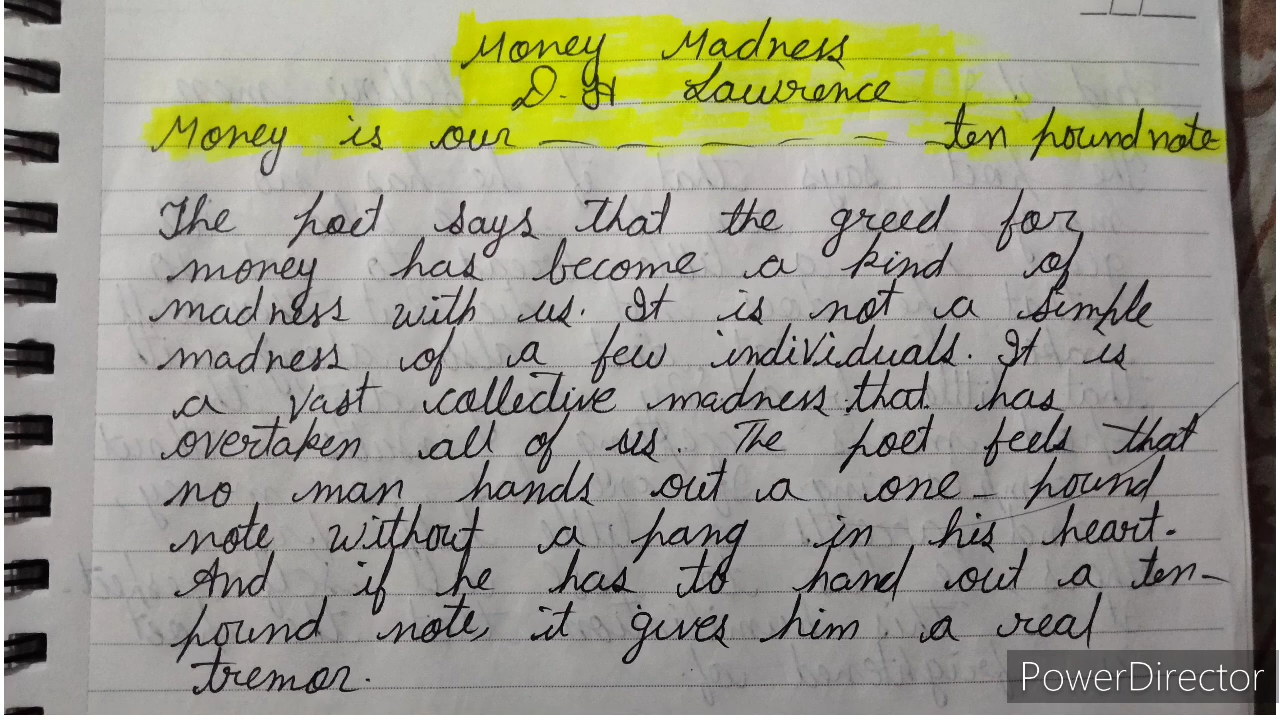 Money Madness
D. H Lawrence
Money is our — — — — — ten pound note
The poet says that the greed for
money has become a kind of
madness with us. It is not a simple
madness of a few individuals. It is
a vast collective madness that has
overtaken all of us. The poet feels that
no man hands out a one - pound
note without a pang in his heart.
And if he has to hand out a ten-
pound note, it gives him a real
tremor.
PowerDirector